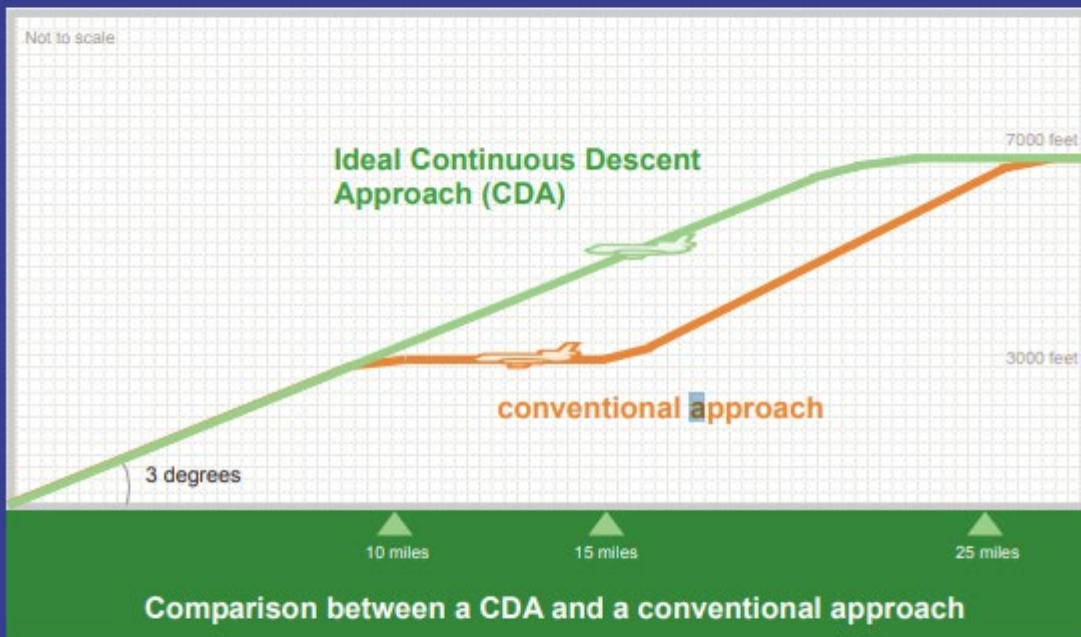 Not to scale
7000 feet
Ideal Continuous Descent
Approach (CDA)
3000 feet
conventional approach
3 degrees
10 miles
15 miles
25 miles
Comparison between a CDA and a conventional approach